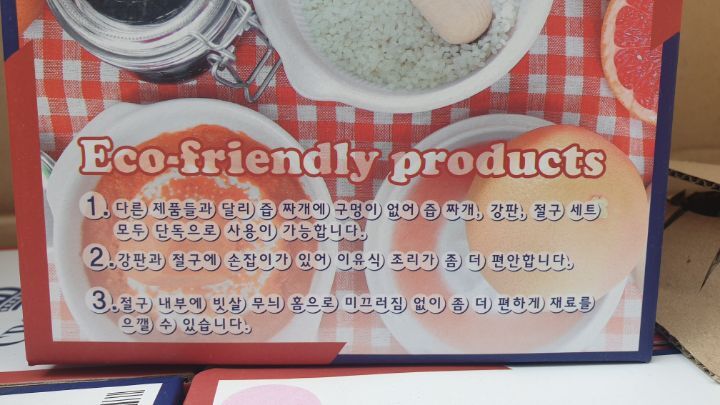 Eco-friendly products
1. 다른 제품들과 달리 즙 짜개에 구멍이 없어 즙 짜개, 강판, 절구 세트
모두 단독으로 사용이 가능합니다.
2. 강판과 절구에 손잡이가 있어 이유식 조리가 좀 더 편안합니다.
3. 절구 내부에 빗살 무늬 홈으로 미끄러짐 없이 좀 더 편하게 재료를
으깰 수 있습니다.